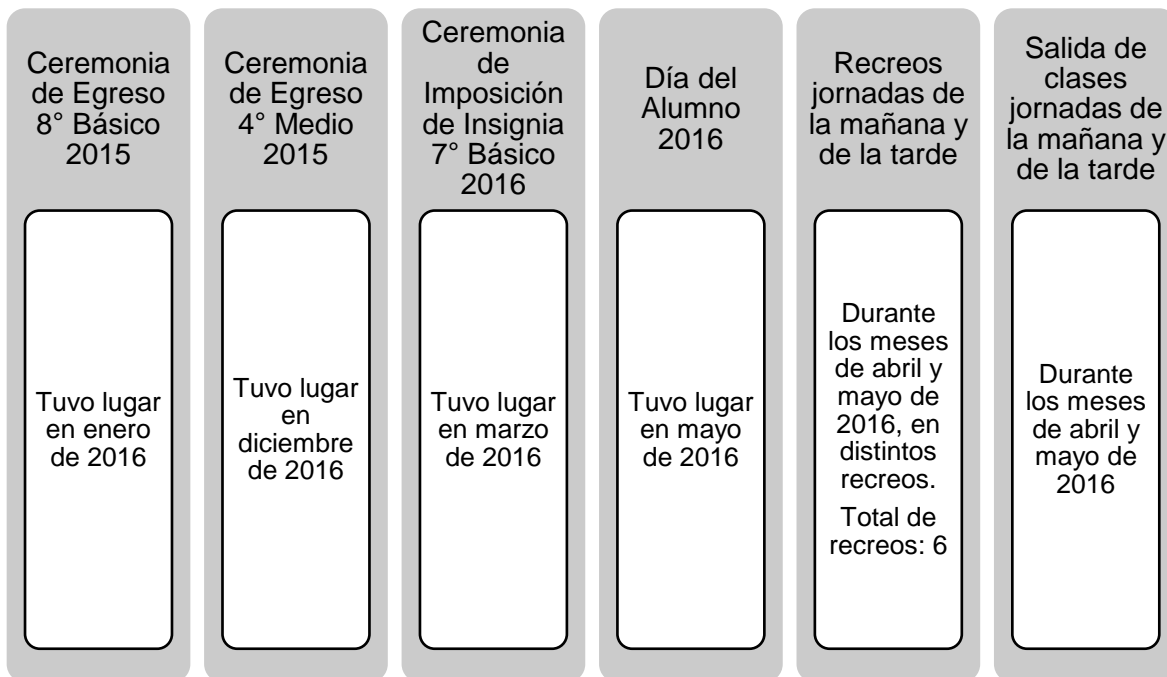 Ceremonia
de Egreso
8° Básico
2015
Tuvo lugar
en enero
de 2016
Ceremonia
de Egreso
4° Medio
2015
Tuvo lugar
en
diciembre
de 2016
Ceremonia
de
Imposición
de Insignia
7° Básico
2016
Tuvo lugar
en marzo
de 2016
Día del
Alumno
2016
Tuvo lugar
en mayo
de 2016
Recreos
jornadas de
la mañana y
de la tarde
Durante
los meses
de abril y
mayo de
2016, en
distintos
recreos.
Total de
recreos: 6
Salida de
clases
jornadas de
la mañana y
de la tarde
Durante
los meses
de abril y
mayo de
2016